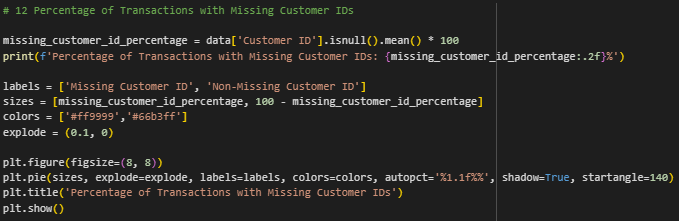 # 12 Percentage of Transactions with Missing Customer IDs
missing_customer_id_percentage = data['Customer ID'].isnull().mean() * 100
print(f'Percentage of Transactions with Missing Customer IDs: {missing_customer_id_percentage:.2f}%')
labels = ['Missing Customer ID', 'Non-Missing Customer ID']
sizes = [missing_customer_id_percentage, 100 - missing_customer_id_percentage]
colors = ['#ff9999','#66b3ff']
explode = (0.1, 0)
plt.figure(figsize=(8, 8))
plt.pie(sizes, explode=explode, labels=labels, colors=colors, autopct='%1.1f%%', shadow=True, startangle=140)
plt.title('Percentage of Transactions with Missing Customer IDs')
plt.show()